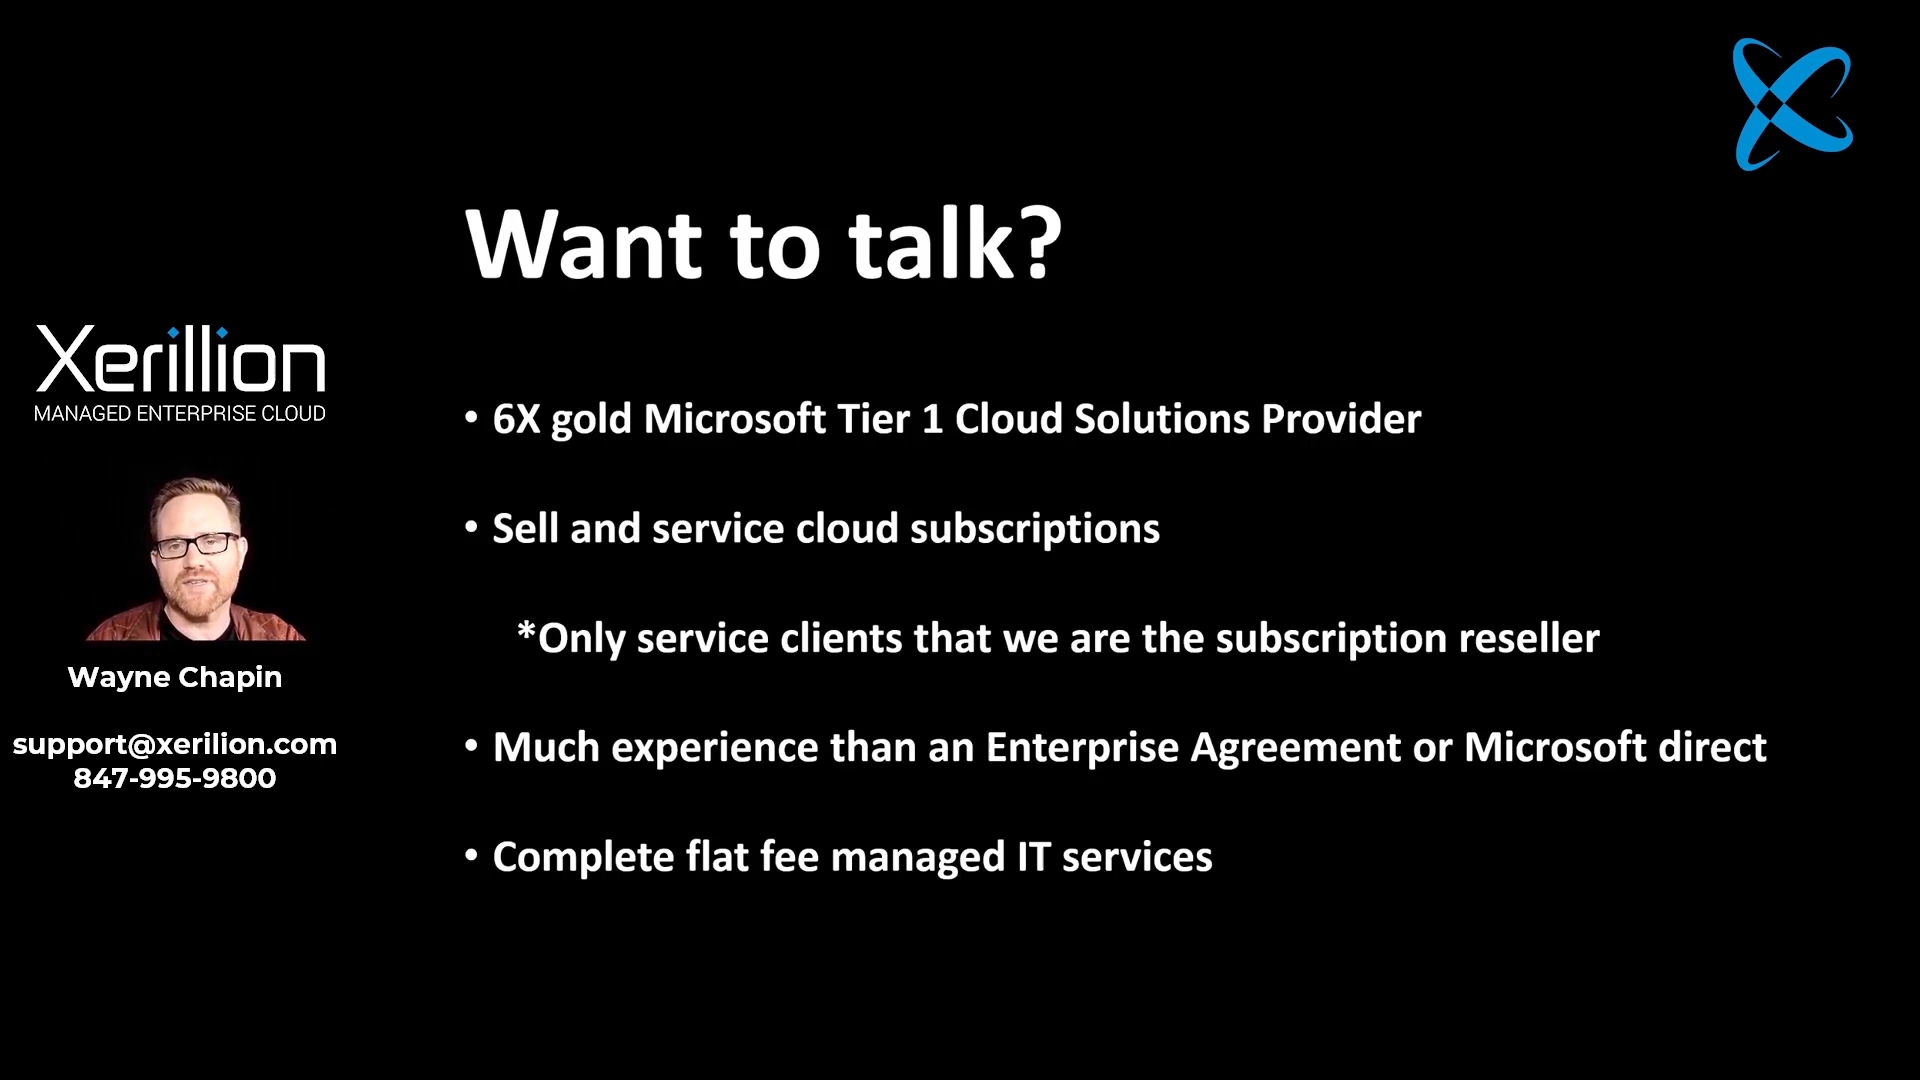 Want to talk?
Xerillion
MANAGED ENTERPRISE CLOUD
Wayne Chapin
support@xerilion.com
847-995-9800
• 6X gold Microsoft Tier 1 Cloud Solutions Provider
• Sell and service cloud subscriptions
*Only service clients that we are the subscription reseller
• Much experience than an Enterprise Agreement or Microsoft direct
• Complete flat fee managed IT services